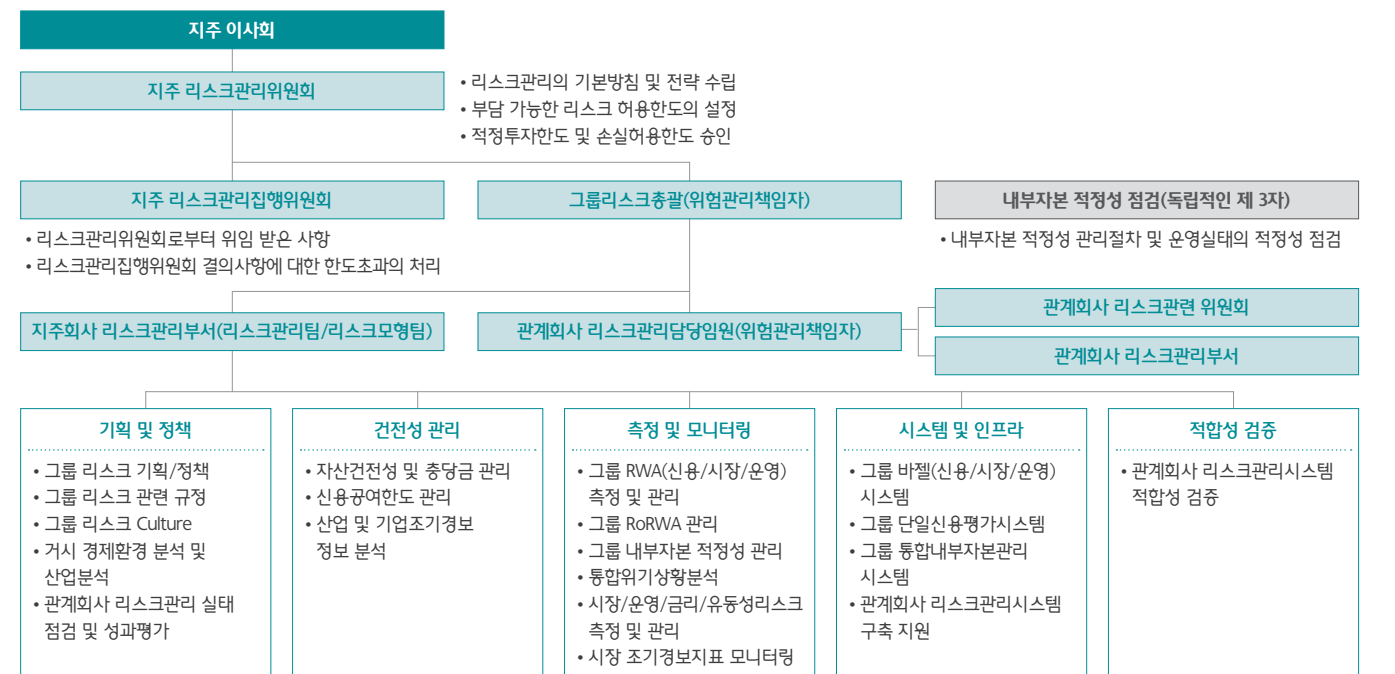 지주 이사회
지주 리스크관리위원회
• 리스크관리의 기본방침 및 전략 수립
• 부담 가능한 리스크 허용한도의 설정
• 적정투자한도 및 손실허용한도 승인
지주 리스크관리집행위원회
• 리스크관리위원회로부터 위임 받은 사항
• 리스크관리집행위원회 결의사항에 대한 한도초과의 처리
그룹리스크총괄(위험관리책임자)
내부자본 적정성 점검(독립적인 제 3자)
• 내부자본 적정성 관리절차 및 운영실태의 적정성 점검
지주회사 리스크관리부서(리스크관리팀/리스크모형팀)
관계회사 리스크관리담당임원(위험관리책임자)
관계회사 리스크관련 위원회
관계회사 리스크관리부서
기획 및 정책
• 그룹 리스크 기획/정책
• 그룹 리스크 관련 규정
• 그룹 리스크 Culture
• 거시 경제환경 분석 및
산업분석
• 관계회사 리스크관리 실태
점검 및 성과평가
건전성 관리
• 자산건전성 및 충당금 관리
• 신용공여한도 관리
• 산업 및 기업조기경보
정보 분석
측정 및 모니터링
• 그룹 RWA(신용/시장/운영)
측정 및 관리
• 그룹 RoRWA 관리
• 그룹 내부자본 적정성 관리
• 통합위기상황분석
• 시장/운영/금리/유동성리스크
측정 및 관리
• 시장 조기경보지표 모니터링
시스템 및 인프라
• 그룹 바젤(신용/시장/운영)
시스템
• 그룹 단일신용평가시스템
• 그룹 통합내부자본관리
시스템
• 관계회사 리스크관리시스템
구축 지원
적합성 검증
• 관계회사 리스크관리시스템
적합성 검증